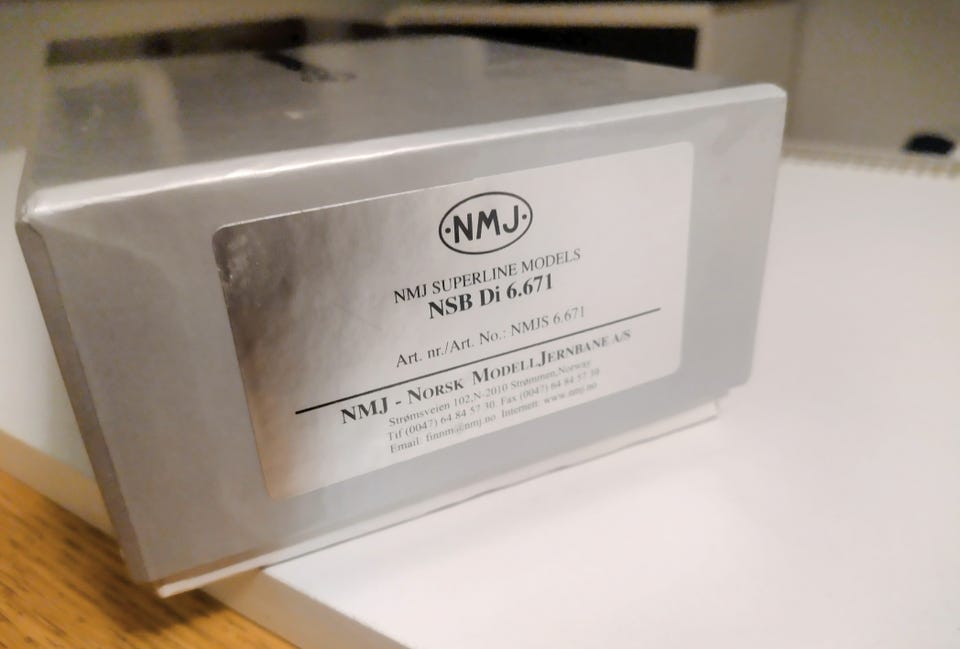 ·NMJ·
NMJ SUPERLINE MODELS
NSB Di 6.671
Art. nr./Art. No.: NMJS 6.671
NMJ - NORSK MODELLJERNBANE A/S
Strømsveien 102,N-2010 Strømmen,Norway
Tlf (0047) 64 84 57 30. Fax (0047) 64 84 57 39
Email: finnm@nmj.no Internett: www.nmj.no